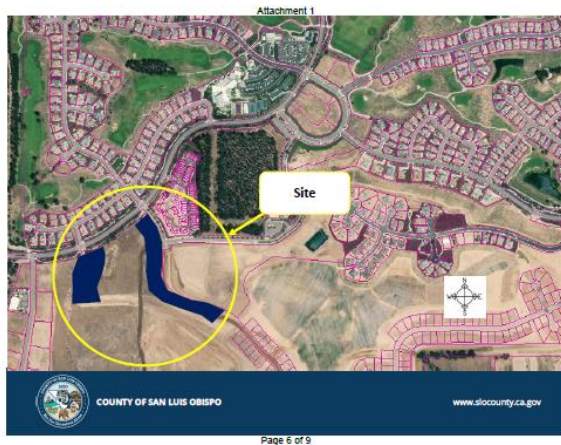 Attachment 1
Site
N
W E
S
COUNTY OF SAN LUIS OBISPO
www.slocounty.ca.gov
Page 6 of 9